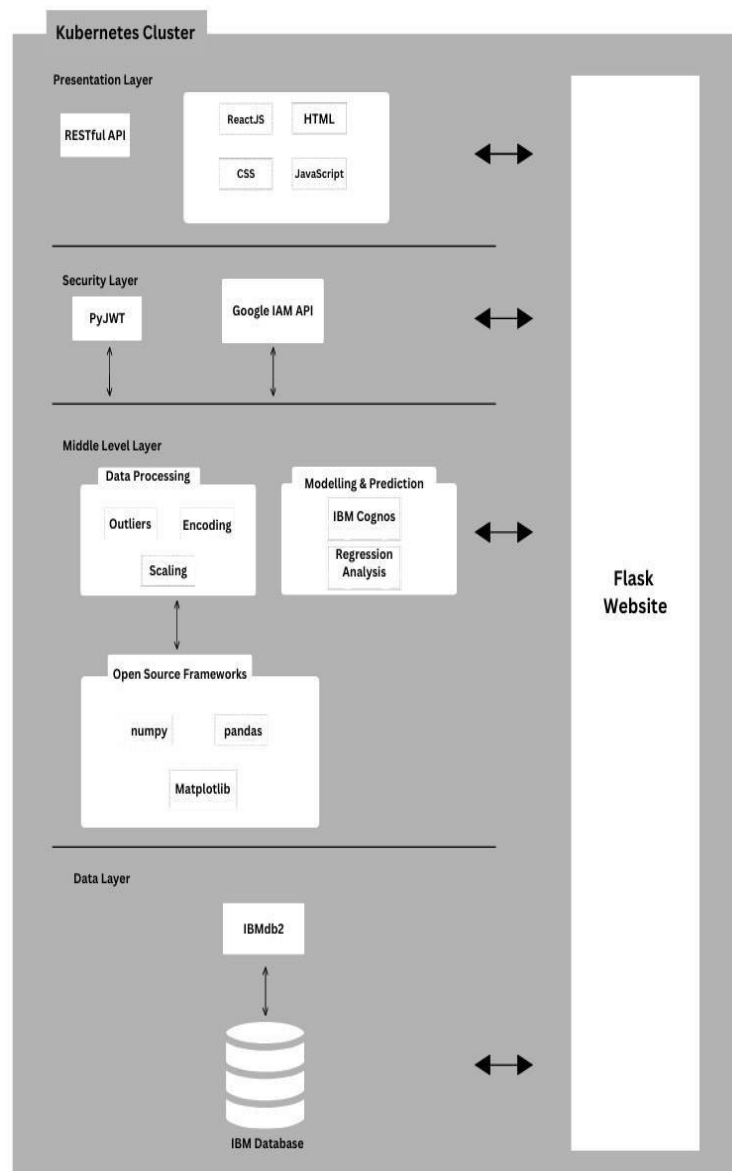 Kubernetes Cluster
Presentation Layer
RESTful API
ReactJS
HTML
CSS
JavaScript
Security Layer
PyJWT
Google IAM API
Middle Level Layer
Data Processing
Outliers
Encoding
Scaling
Modelling & Prediction
IBM Cognos
Regression
Analysis
Flask
Website
Open Source Frameworks
numpy
pandas
Matplotlib
Data Layer
IBMdb2
IBM Database